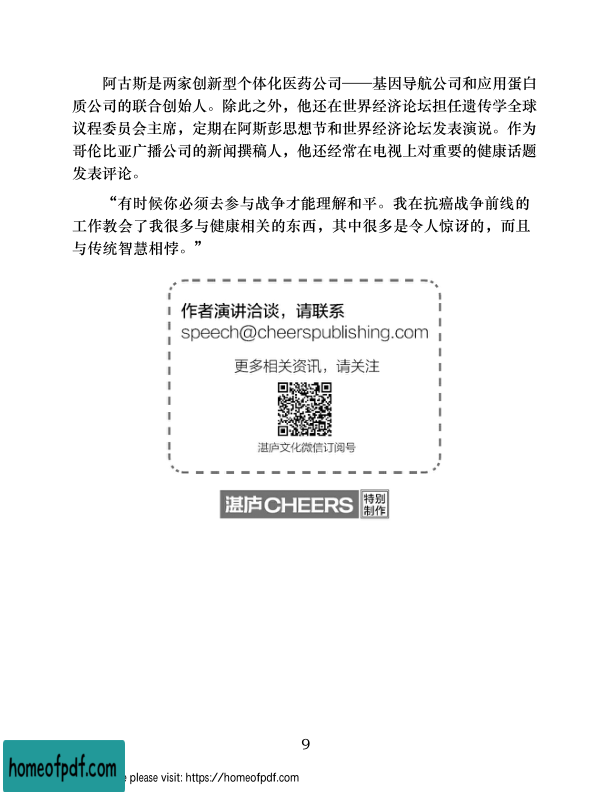 阿古斯是两家创新型个体化医药公司——基因导航公司和应用蛋白
质公司的联合创始人。除此之外，他还在世界经济论坛担任遗传学全球
议程委员会主席，定期在阿斯彭思想节和世界经济论坛发表演说。作为
哥伦比亚广播公司的新闻撰稿人，他还经常在电视上对重要的健康话题
发表评论。
“有时候你必须去参与战争才能理解和平。我在抗癌战争前线的
工作教会了我很多与健康相关的东西，其中很多是令人惊讶的，而且
与传统智慧相悖。”
作者演讲洽谈，请联系
speech@cheerspublishing.com
更多相关资讯，请关注
湛庐文化微信订阅号
湛庐CHEERS 特别
制作
9
homeofpdf.com
please visit: https://homeofpdf.com